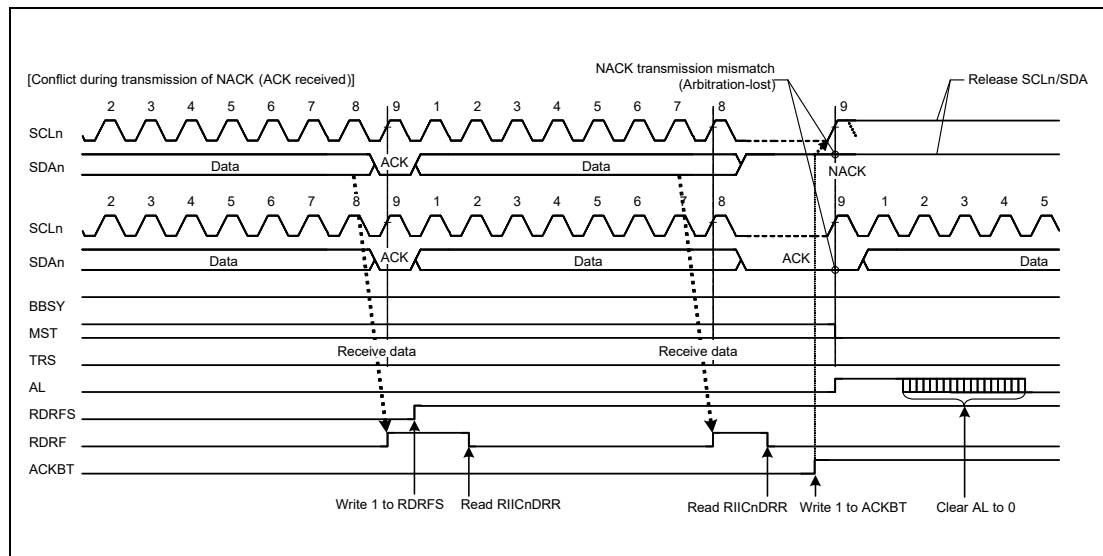 [Conflict during transmission of NACK (ACK received)]
NACK transmission mismatch
(Arbitration-lost)
Release SCLn/SDA
2 3 4 5 6 7 8 9 1 2 3 4 5 6 7 8 9
SCLn
SDAn Data ACK Data NACK
2 3 4 5 6 7 8 9 1 2 3 4 5 6 7 8 9 1 2 3 4 5
SCLn
SDAn Data ACK Data ACK Data
BBSY
MST
TRS
Receive data Receive data
AL
RDRFS
RDRF
ACKBT
Write 1 to RDRFS Read RIICnDRR Read RIICnDRR Write 1 to ACKBT Clear AL to 0